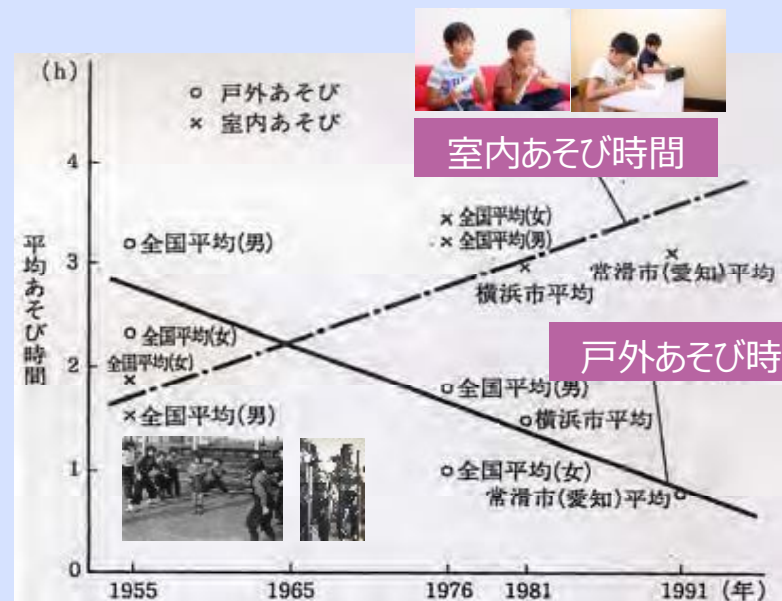 (h)
○ 戸外あそび
× 室内あそび
室内あそび時間
4
×全国平均(女)
○全国平均(男)
×全国平均(男)
3
横浜市平均
常滑市(愛知)平均
平均あそび時間
○全国平均(女)
全国平均(女)
戸外あそび時
2
○全国平均(男)
×全国平均(男)
○横浜市平均
1
○全国平均(女)
常滑市(愛知)平均○
0
1955 1965 1976 1981 1991 (年)